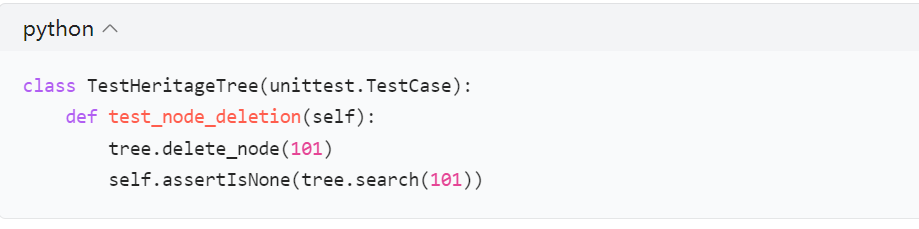 python
class TestHeritageTree(unittest.TestCase):
    def test_node_deletion(self):
        tree.delete_node(101)
        self.assertIsNone(tree.search(101))